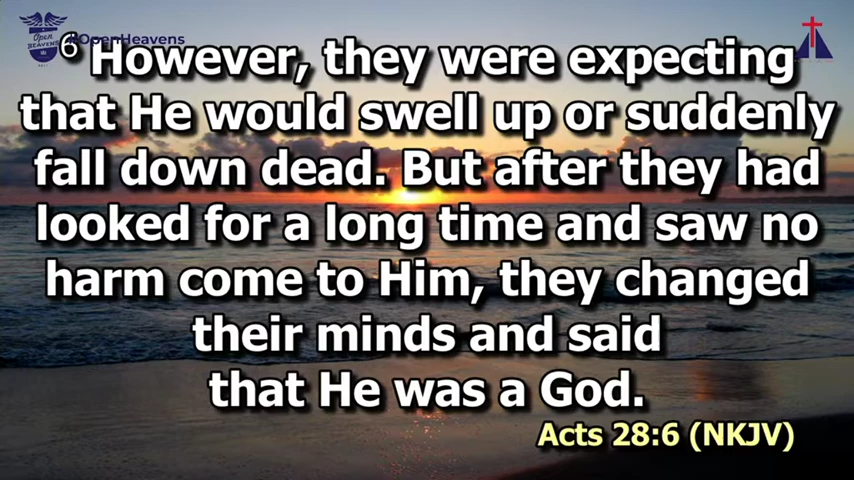 Open
HEAVENS
#OpenHeavens
6 However, they were expecting
that He would swell up or suddenly
fall down dead. But after they had
looked for a long time and saw no
harm come to Him, they changed
their minds and said
that He was a God.
Acts 28:6 (NKJV)